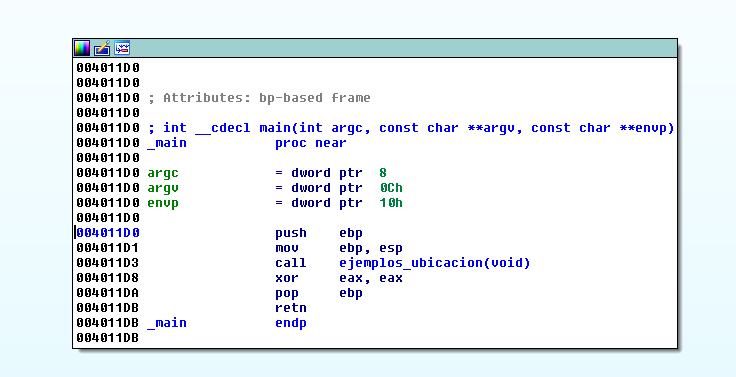 004011D0
004011D0
004011D0 ; Attributes: bp-based frame
004011D0
004011D0 ; int __cdecl main(int argc, const char **argv, const char **envp)
004011D0 _main           proc near
004011D0
004011D0 argc            = dword ptr  8
004011D0 argv            = dword ptr  0Ch
004011D0 envp            = dword ptr  10h
004011D0
004011D0                 push    ebp
004011D1                 mov     ebp, esp
004011D3                 call    ejemplos_ubicacion(void)
004011D8                 xor     eax, eax
004011DA                 pop     ebp
004011DB                 retn
004011DB _main           endp
004011DB